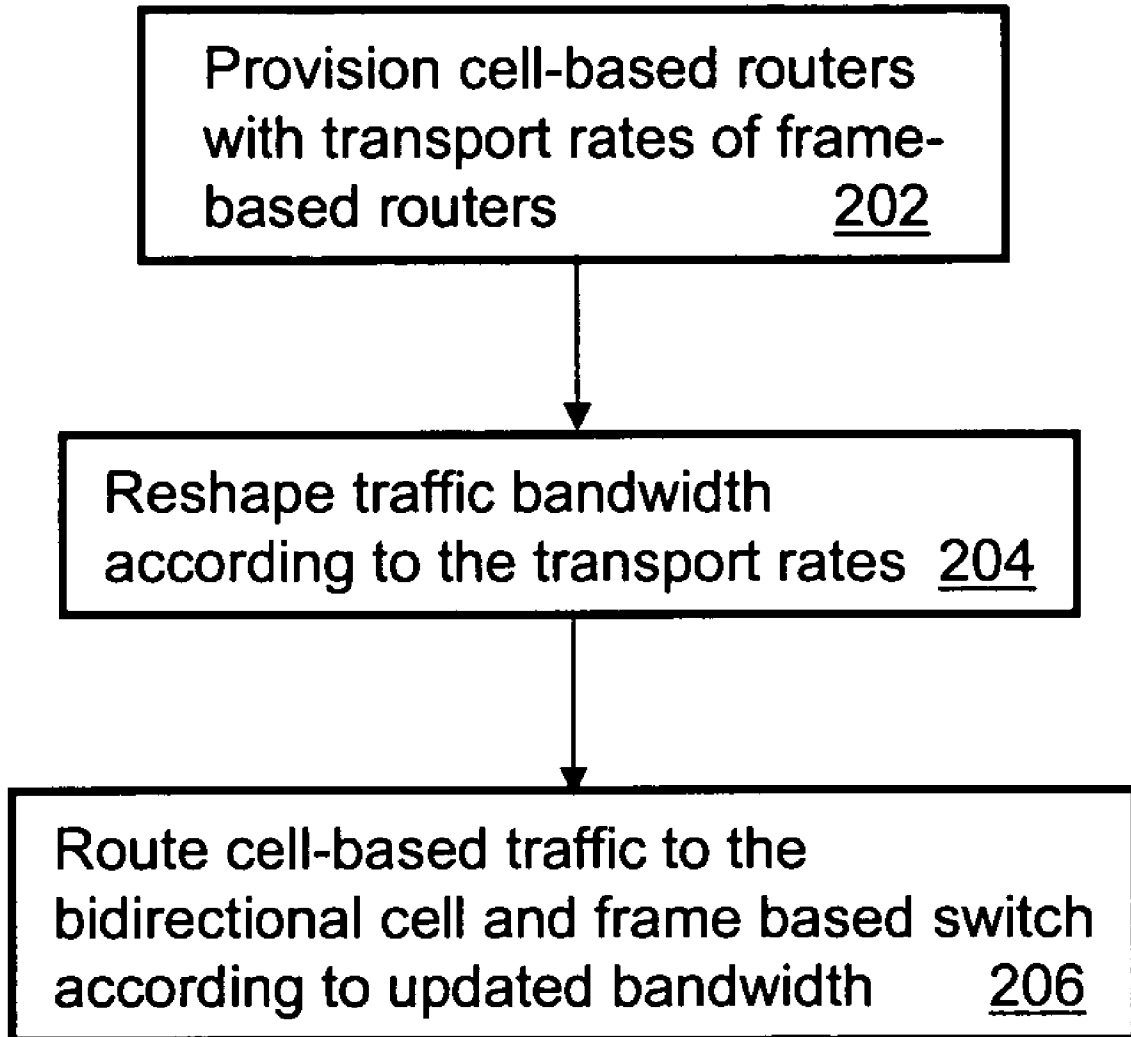 Provision cell-based routers
with transport rates of frame-
based routers 202
Reshape traffic bandwidth
according to the transport rates 204
Route cell-based traffic to the
bidirectional cell and frame based switch
according to updated bandwidth 206